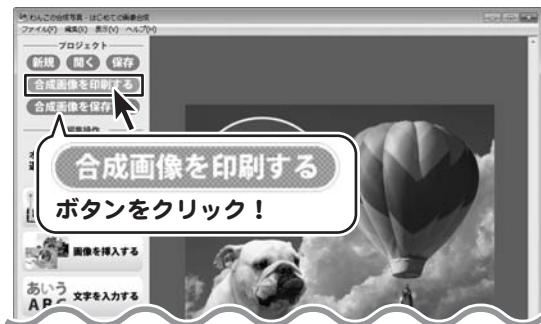 わんこの合成写真 - はじめての画像合成
ファイル(F) 編集(E) 表示(V) ヘルプ(H)
プロジェクト
新規 開く 保存
合成画像を印刷する
合成画像を保存
編集操作
合成画像を印刷する
ボタンをクリック！
画像を挿入する
あいう
ABC 文字を入力する